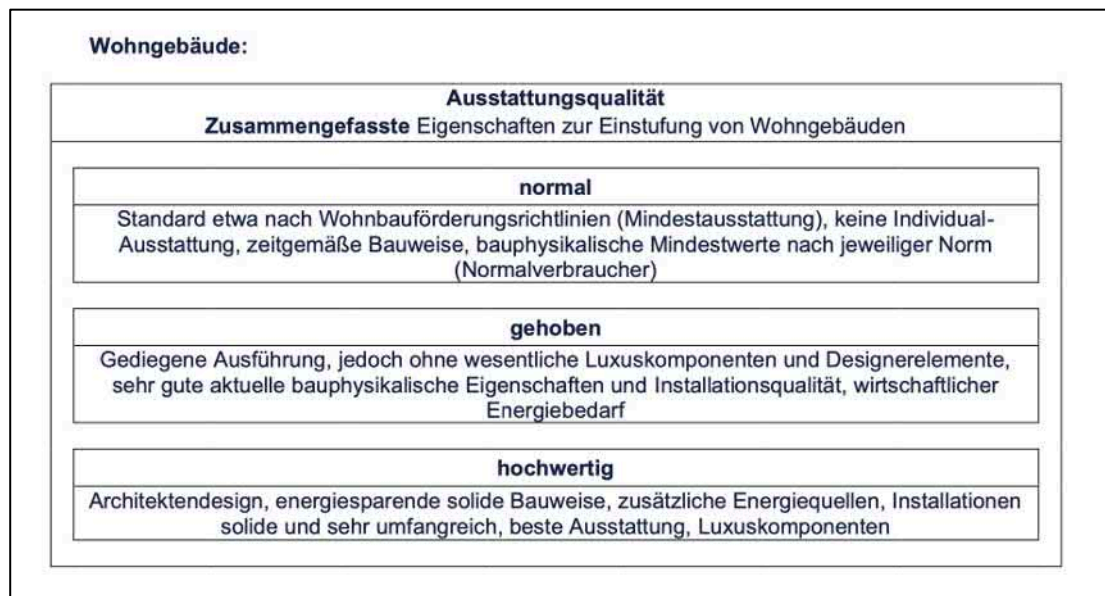 Wohngebäude:
Ausstattungsqualität
Zusammengefasste Eigenschaften zur Einstufung von Wohngebäuden
normal
Standard etwa nach Wohnbauförderungsrichtlinien (Mindestausstattung), keine Individual-
Ausstattung, zeitgemäße Bauweise, bauphysikalische Mindestwerte nach jeweiliger Norm
(Normalverbraucher)
gehoben
Gediegene Ausführung, jedoch ohne wesentliche Luxuskomponenten und Designerelemente,
sehr gute aktuelle bauphysikalische Eigenschaften und Installationsqualität, wirtschaftlicher
Energiebedarf
hochwertig
Architektendesign, energiesparende solide Bauweise, zusätzliche Energiequellen, Installationen
solide und sehr umfangreich, beste Ausstattung, Luxuskomponenten